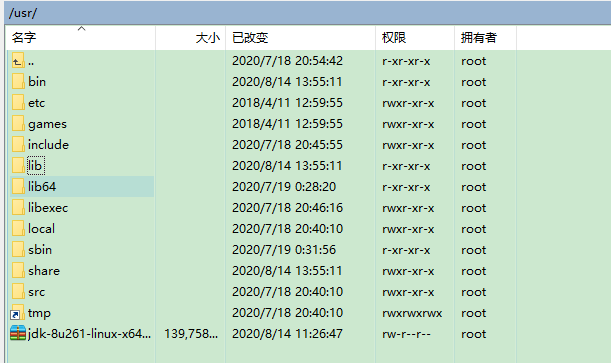 /usr/
名字 大小 已改变 权限 拥有者
.. 2020/7/18 20:54:42 r-xr-xr-x root
bin 2020/8/14 13:55:11 r-xr-xr-x root
etc 2018/4/11 12:59:55 rwxr-xr-x root
games 2018/4/11 12:59:55 rwxr-xr-x root
include 2020/7/18 20:45:55 rwxr-xr-x root
lib 2020/8/14 13:55:11 r-xr-xr-x root
lib64 2020/7/19 0:28:20 r-xr-xr-x root
libexec 2020/7/18 20:46:16 rwxr-xr-x root
local 2020/7/18 20:40:10 rwxr-xr-x root
sbin 2020/7/19 0:31:56 r-xr-xr-x root
share 2020/8/14 13:55:11 rwxr-xr-x root
src 2020/7/18 20:40:10 rwxr-xr-x root
tmp 2020/7/18 20:40:10 rwxrwxrwx root
jdk-8u261-linux-x64... 139,758... 2020/8/14 11:26:47 rw-r--r-- root